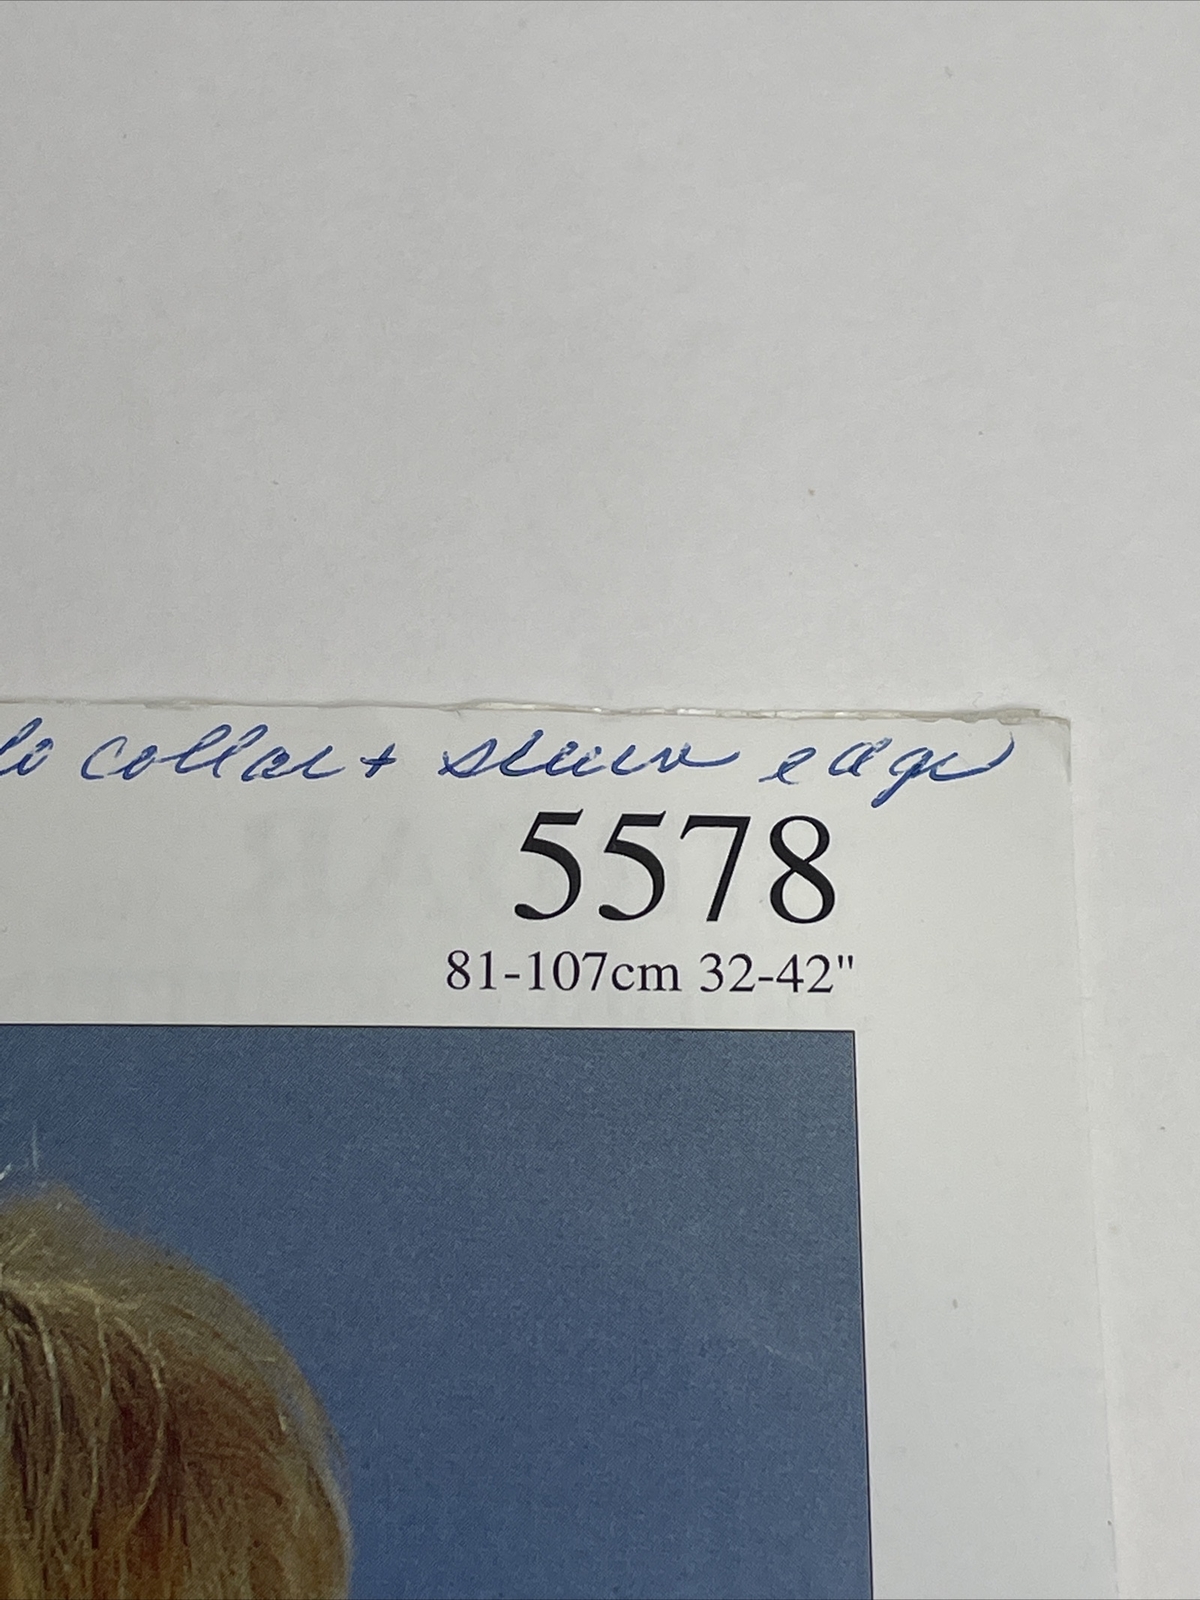 collar + sleeve edge
5578
81-107cm 32-42"